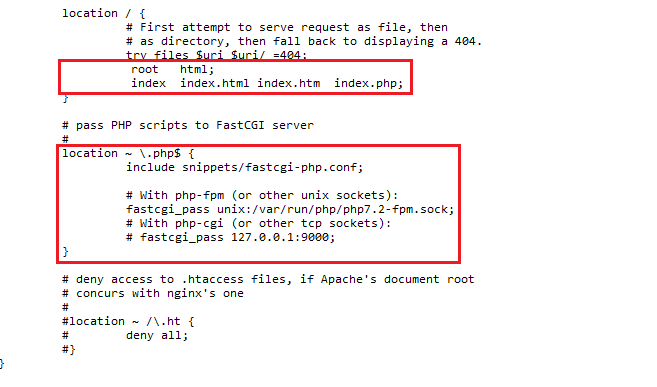 location / {
# First attempt to serve request as file, then
# as directory, then fall back to displaying a 404.
try_files $uri $uri/ =404;
root   html;
index  index.html index.htm  index.php;
}
# pass PHP scripts to FastCGI server
#
location ~ \.php$ {
include snippets/fastcgi-php.conf;
# With php-fpm (or other unix sockets):
fastcgi_pass unix:/var/run/php/php7.2-fpm.sock;
# With php-cgi (or other tcp sockets):
# fastcgi_pass 127.0.0.1:9000;
}
# deny access to .htaccess files, if Apache's document root
# concurs with nginx's one
#
#location ~ /\.ht {
#       deny all;
#}
}